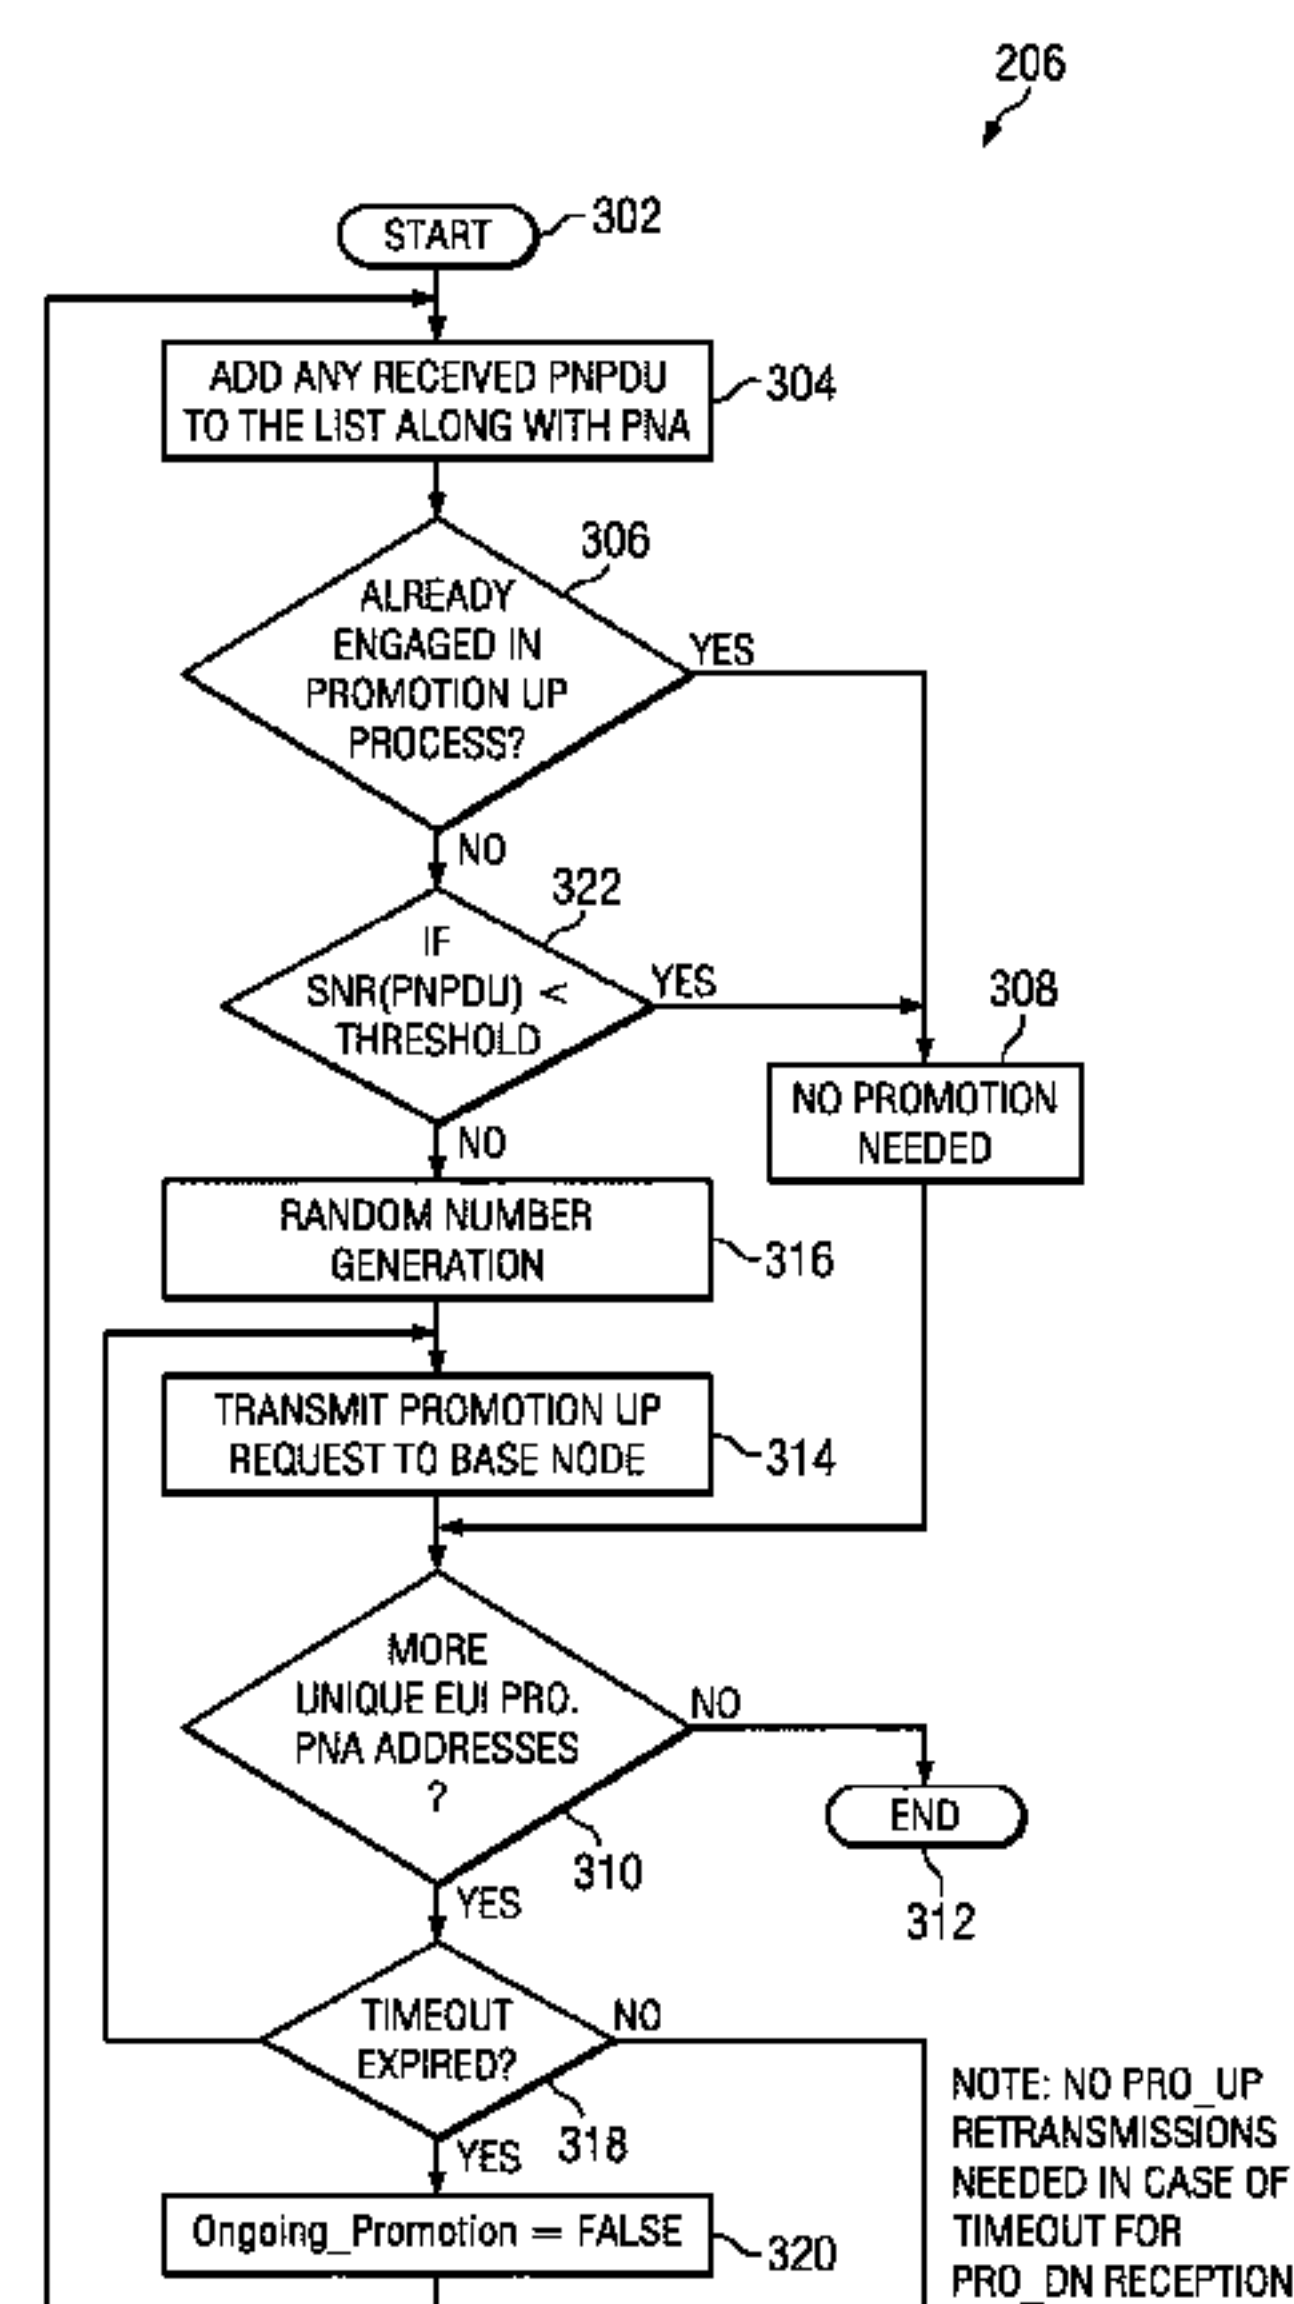 206
START
302
ADD ANY RECEIVED PNPDU
TO THE LIST ALONG WITH PNA
304
306
ALREADY
ENGAGED IN
PROMOTION UP
PROCESS?
YES
NO
322
IF
SNR(PNPDU) <
THRESHOLD
YES
308
NO PROMOTION
NEEDED
NO
RANDOM NUMBER
GENERATION
316
TRANSMIT PROMOTION UP
REQUEST TO BASE NODE
314
MORE
UNIQUE EUI PRO.
PNA ADDRESSES
?
NO
END
310
312
YES
TIMEOUT
EXPIRED?
NO
318
YES
Ongoing_Promotion = FALSE
320
NOTE: NO PRO_UP
RETRANSMISSIONS
NEEDED IN CASE OF
TIMEOUT FOR
PRO_DN RECEPTION